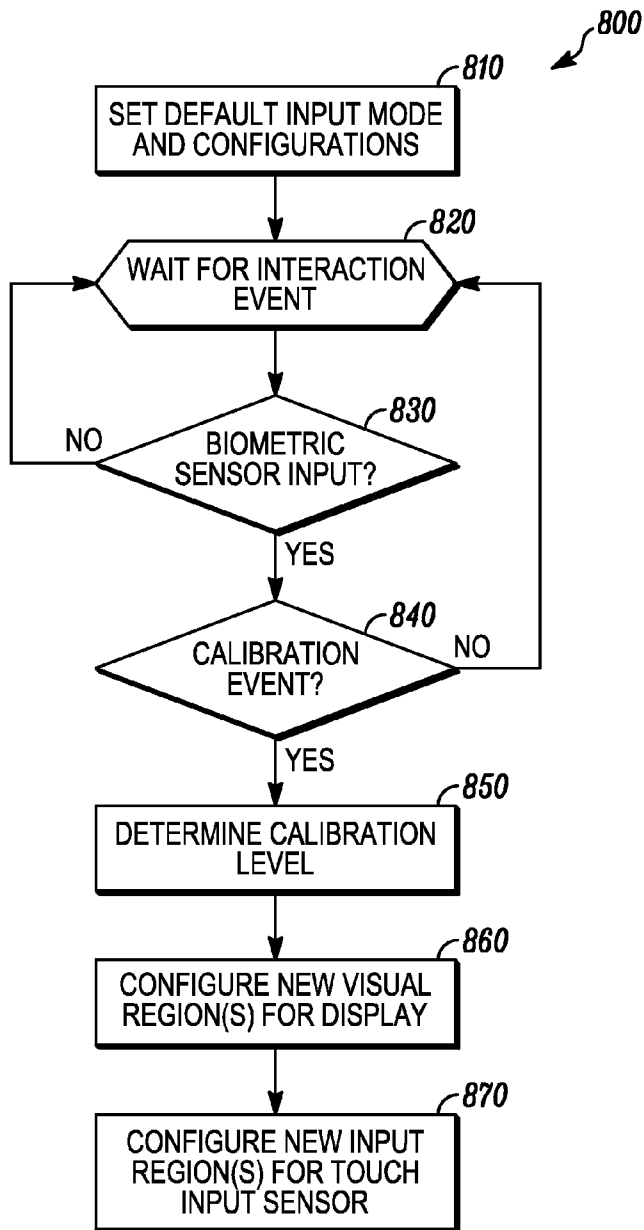 800
810
SET DEFAULT INPUT MODE
AND CONFIGURATIONS
820
WAIT FOR INTERACTION
EVENT
830
NO
BIOMETRIC
SENSOR INPUT?
YES
840
CALIBRATION
EVENT?
NO
YES
850
DETERMINE CALIBRATION
LEVEL
860
CONFIGURE NEW VISUAL
REGION(S) FOR DISPLAY
870
CONFIGURE NEW INPUT
REGION(S) FOR TOUCH
INPUT SENSOR